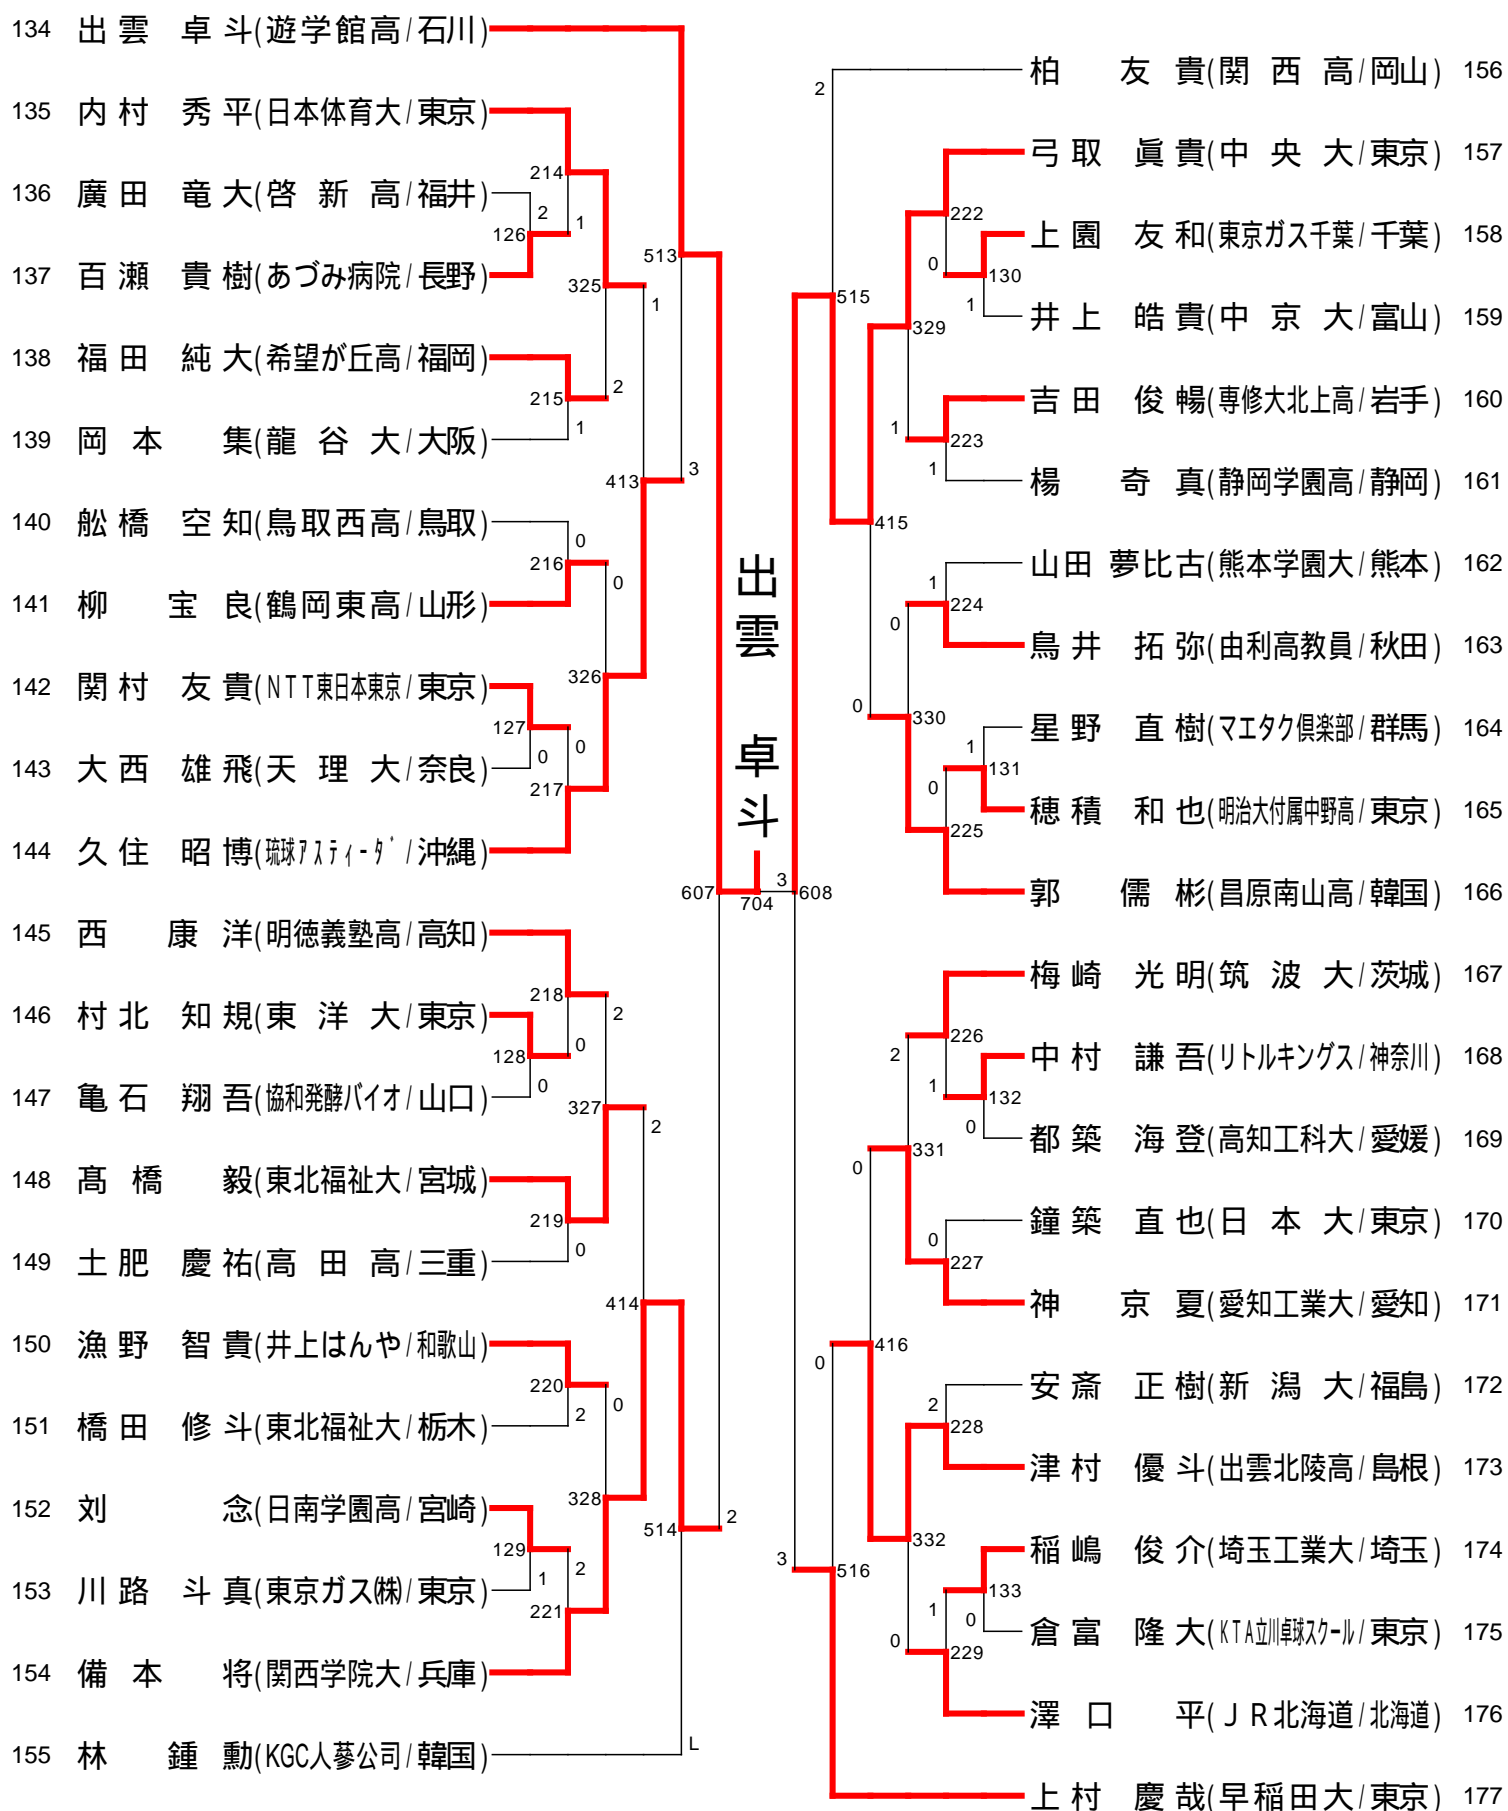 134 出雲 卓斗(遊学館高/石川)
135 内村 秀平(日本体育大/東京)
136 廣田 竜大(啓新高/福井)
137 百瀬 貴樹(あづみ病院/長野)
138 福田 純大(希望が丘高/福岡)
139 岡本 集(龍谷大/大阪)
140 舩橋 空知(鳥取西高/鳥取)
141 柳 宝良(鶴岡東高/山形)
142 関村 友貴(NTT東日本東京/東京)
143 大西 雄飛(天理大/奈良)
144 久住 昭博(琉球アスティーダ/沖縄)
145 西 康洋(明徳義塾高/高知)
146 村北 知規(東洋大/東京)
147 亀石 翔吾(協和発酵バイオ/山口)
148 髙橋 毅(東北福祉大/宮城)
149 土肥 慶祐(高田高/三重)
150 漁野 智貴(井上はんや/和歌山)
151 橋田 修斗(東北福祉大/栃木)
152 刘 念(日南学園高/宮崎)
153 川路 斗真(東京ガス㈱/東京)
154 備本 将(関西学院大/兵庫)
155 林 鍾勳(KGC人蔘公司/韓国)
214
2
126
1
325
1
215
1
2
513
413
3
216
0
0
326
127
0
0
217
218
2
128
0
0
327
2
219
0
414
220
2
0
328
129
1
2
221
514
2
L
607
出雲 卓斗
704
3
608
2
515
222
0
130
1
329
1
223
1
415
1
224
0
0
330
1
131
0
225
226
2
1
132
0
331
0
0
227
416
0
2
228
332
133
1
0
0
229
3
516
柏 友貴(関西高/岡山) 156
弓取 眞貴(中央大/東京) 157
上園 友和(東京ガス千葉/千葉) 158
井上 皓貴(中京大/富山) 159
吉田 俊暢(専修大北上高/岩手) 160
楊 奇真(静岡学園高/静岡) 161
山田 夢比古(熊本学園大/熊本) 162
鳥井 拓弥(由利高教員/秋田) 163
星野 直樹(マエタク倶楽部/群馬) 164
穂積 和也(明治大付属中野高/東京) 165
郭 儒彬(昌原南山高/韓国) 166
梅崎 光明(筑波大/茨城) 167
中村 謙吾(リトルキングス/神奈川) 168
都築 海登(高知工科大/愛媛) 169
鐘築 直也(日本大/東京) 170
神 京夏(愛知工業大/愛知) 171
安斎 正樹(新潟大/福島) 172
津村 優斗(出雲北陵高/島根) 173
稲嶋 俊介(埼玉工業大/埼玉) 174
倉富 隆大(KTA立川卓球スクール/東京) 175
澤口 平(JR北海道/北海道) 176
上村 慶哉(早稲田大/東京) 177